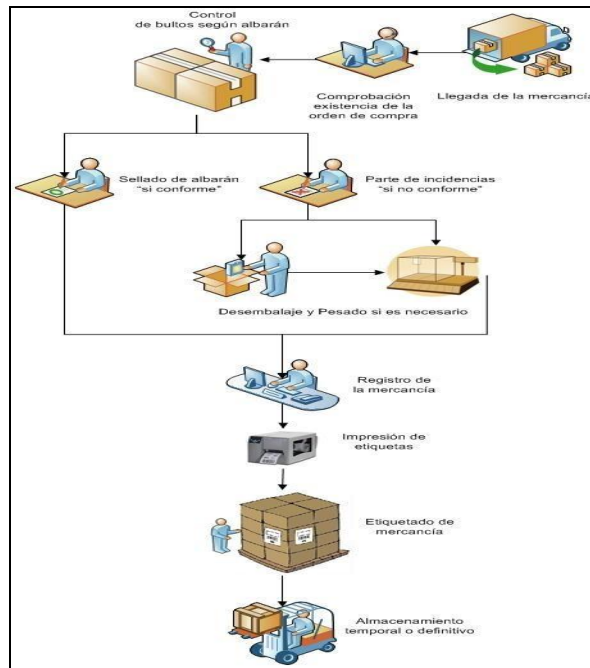 Control
de bultos según albarán
Comprobación
existencia de la
orden de compra
Llegada de la mercancía
Sellado de albarán
“si conforme”
Parte de incidencias
“si no conforme”
Desembalaje y Pesado si es necesario
Registro de
la mercancía
Impresión de
etiquetas
Etiquetado de
mercancía
Almacenamiento
temporal o definitivo